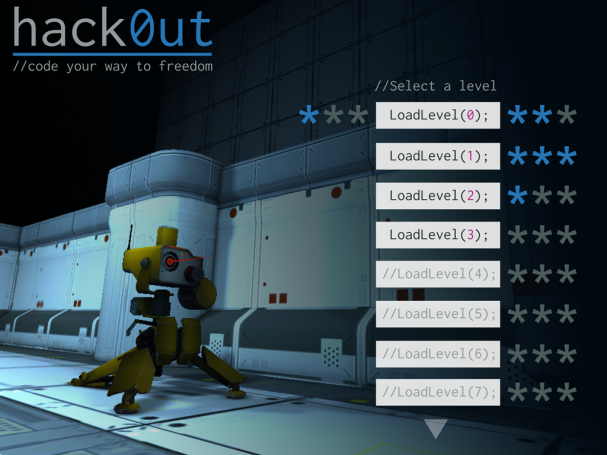 hack0ut
//code your way to freedom
//Select a level
*** LoadLevel(0); ***
LoadLevel(1); ***
LoadLevel(2); ***
LoadLevel(3); ***
//LoadLevel(4); ***
//LoadLevel(5); ***
//LoadLevel(6); ***
//LoadLevel(7); ***